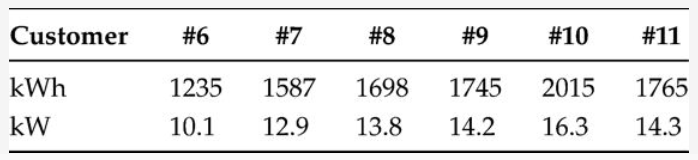 Customer #6 #7 #8 #9 #10 #11
kWh 1235 1587 1698 1745 2015 1765
kW 10.1 12.9 13.8 14.2 16.3 14.3